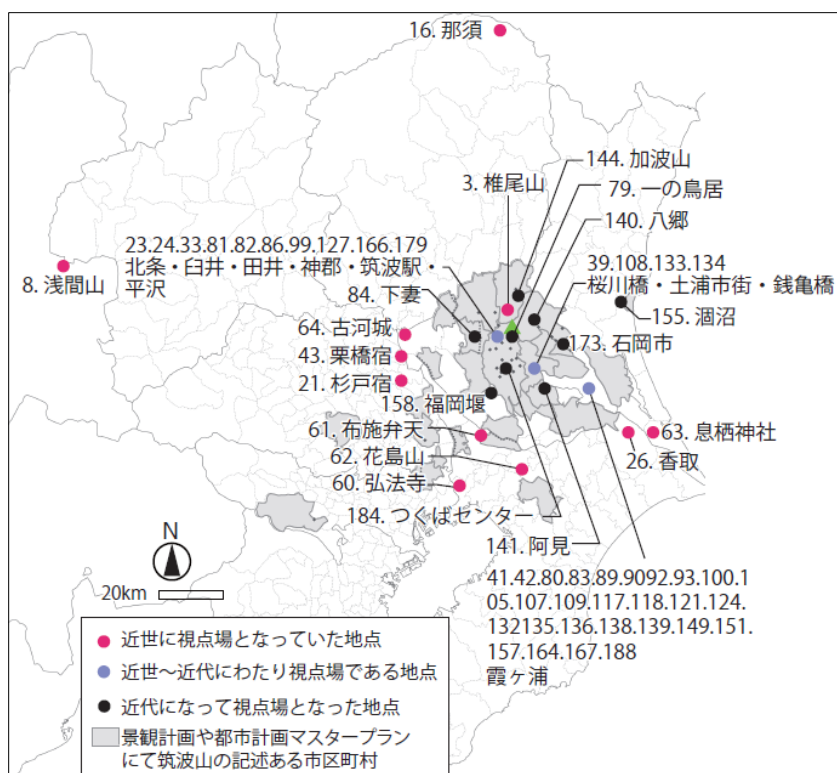 16. 那須
144. 加波山
3. 椎尾山
79. 一の鳥居
140. 八郷
23.24.33.81.82.86.99.127.166.179
北条・臼井・田井・神郡・筑波駅・
平沢
8. 浅間山
39.108.133.134
桜川橋・土浦市街・銭亀橋
84. 下妻
155. 涸沼
64. 古河城
173. 石岡市
43. 栗橋宿
21. 杉戸宿
158. 福岡堰
61. 布施弁天
63. 息栖神社
62. 花島山
26. 香取
60. 弘法寺
184. つくばセンター
141. 阿見
N
20km
41.42.80.83.89.9092.93.100.1
05.107.109.117.118.121.124.
132135.136.138.139.149.151.
157.164.167.188
霞ヶ浦
近世に視点場となっていた地点
近世～近代にわたり視点場である地点
近代になって視点場となった地点
景観計画や都市計画マスタープラン
にて筑波山の記述ある市区町村